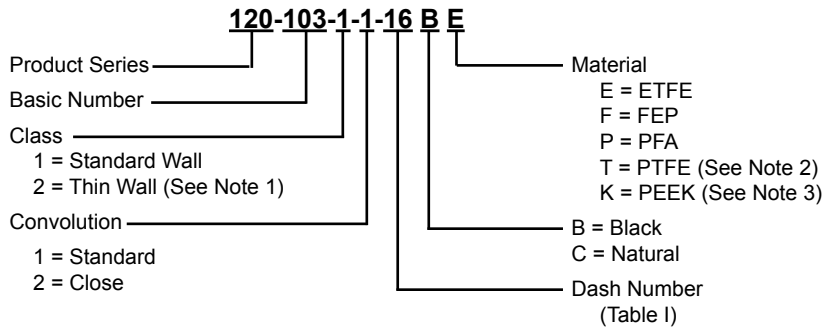 120-103-1-1-16 B E
Product Series
Basic Number
Class
1 = Standard Wall
2 = Thin Wall (See Note 1)
Convolution
1 = Standard
2 = Close
Material
E = ETFE
F = FEP
P = PFA
T = PTFE (See Note 2)
K = PEEK (See Note 3)
B = Black
C = Natural
Dash Number
(Table I)